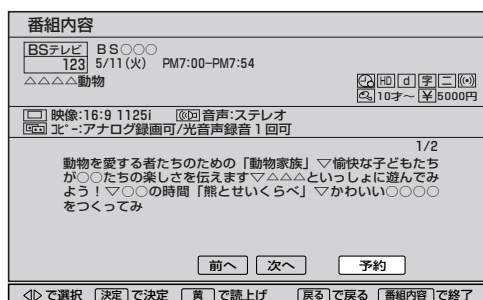 番組内容
BSテレビ BS○○○
123 5/11(火) PM7:00-PM7:54
△△△△動物
HD d 字 二
10才～ ¥5000円
映像:16:9 1125i 音声:ステレオ
コピー:アナログ録画可/光音声録音1回可
1/2
動物を愛する者たちのための「動物家族」▽愉快な子どもたち
が○○たちの楽しさを伝えます▽△△△といっしょに遊んでみ
よう!▽○○の時間「熊とせいくらべ」▽かわいい○○○○
をつくってみ
前へ 次へ 予約
で選択 決定で決定 黄で読上げ 戻るで戻る 番組内容で終了